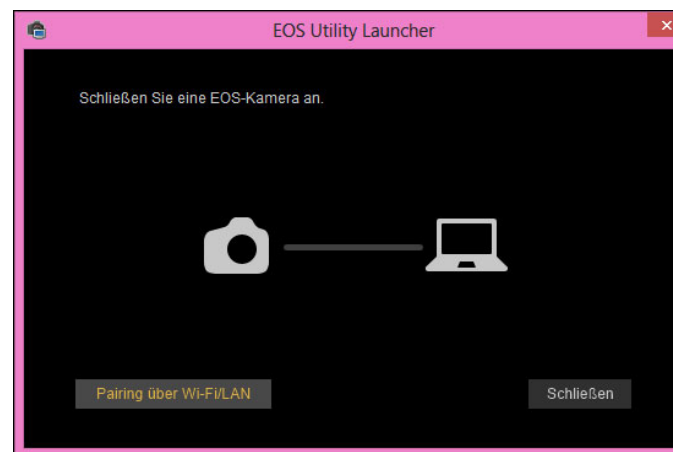 EOS Utility Launcher
Schließen Sie eine EOS-Kamera an.
Pairing über Wi-Fi/LAN
Schließen